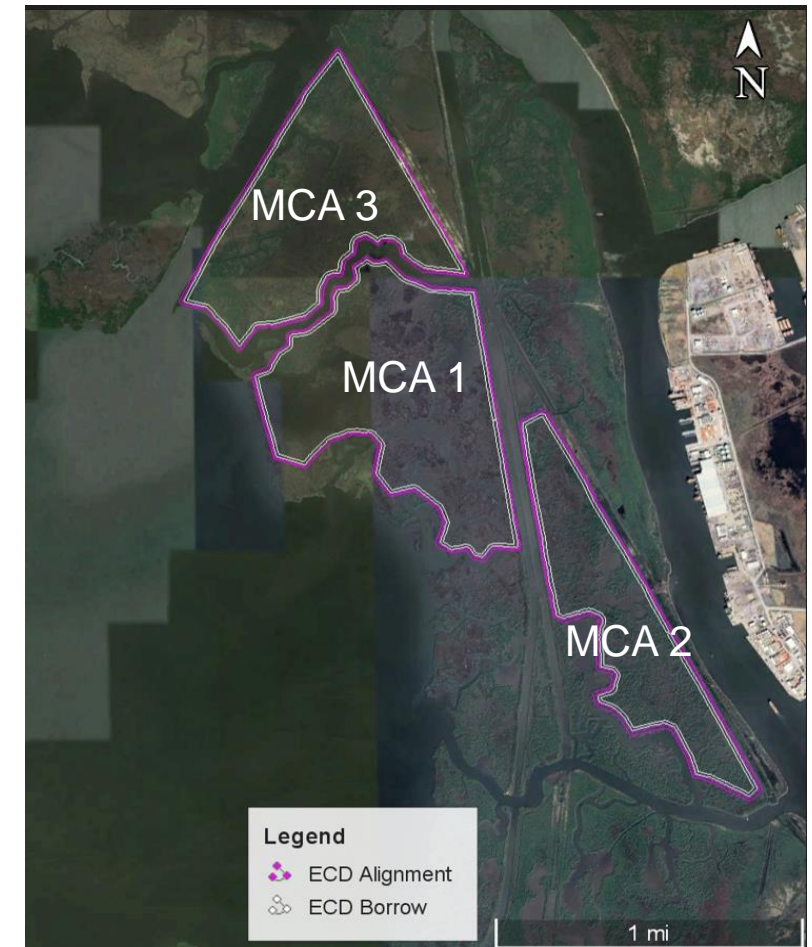 N
MCA 3
MCA 1
MCA 2
Legend
ECD Alignment
ECD Borrow
1 mi